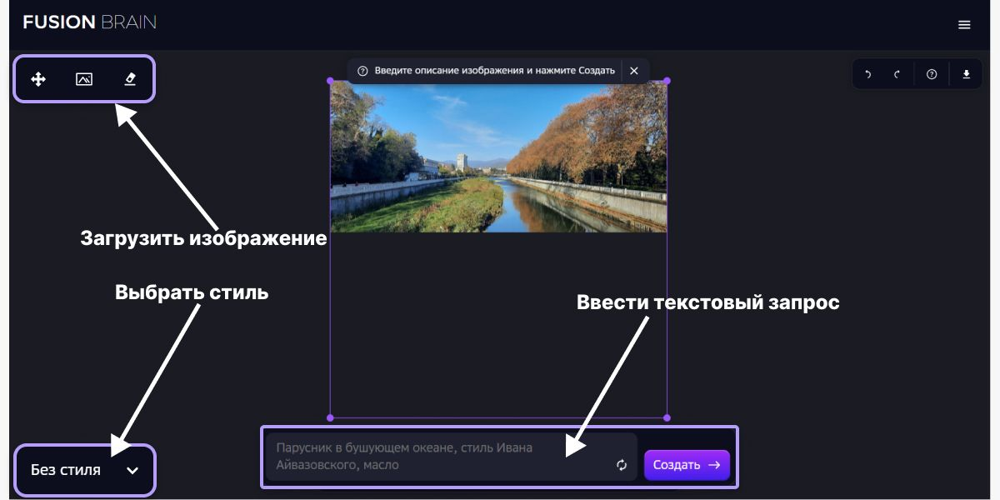 FUSION BRAIN
Введите описание изображения и нажмите Создать
Загрузить изображение
Выбрать стиль
Ввести текстовый запрос
Парусник в бушующем океане, стиль Ивана
Айвазовского, масло
Создать
Без стиля